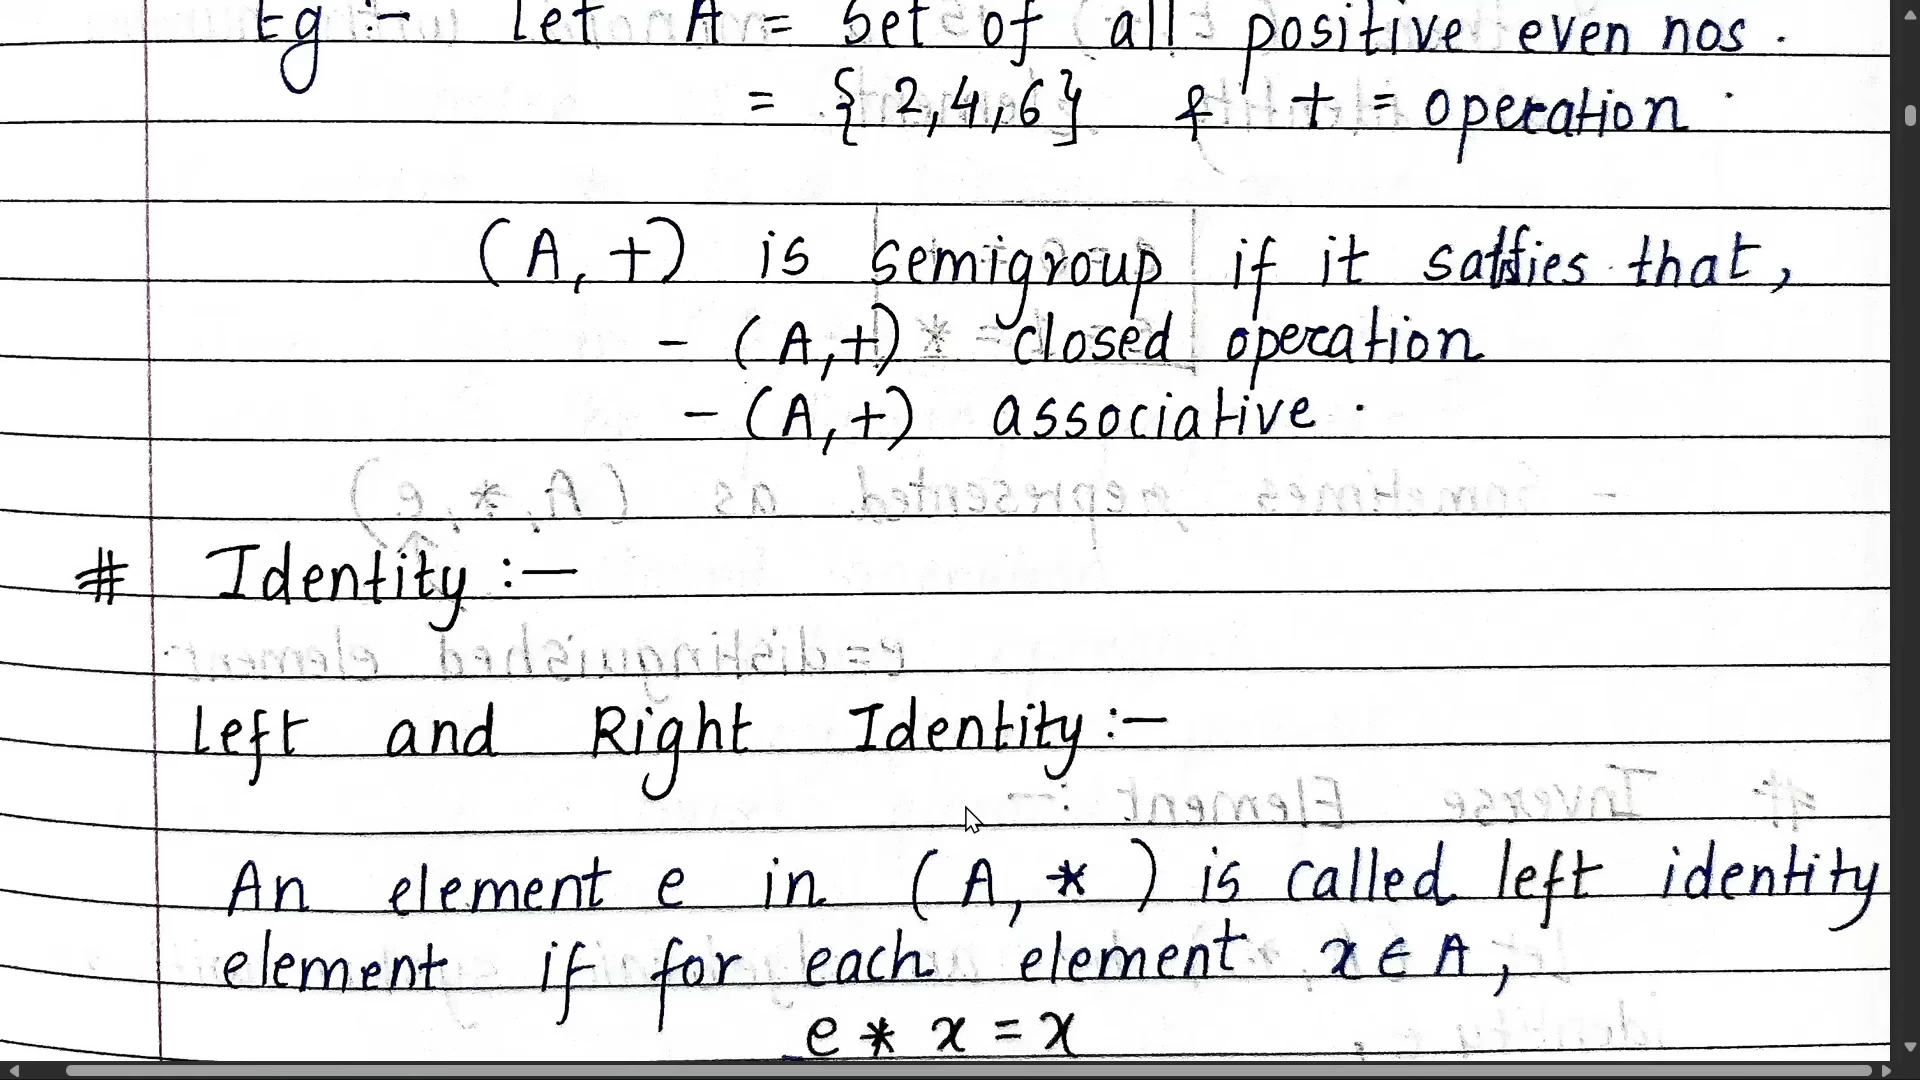 Eg :- Let A = Set of all positive even nos.
= { 2,4,6} & + = operation.
(A, +) is semigroup if it satisfies that,
- (A,+) closed operation
- (A,+) associative.
# Identity :-
Left and Right Identity :-
An element e in (A, * ) is called left identity
element if for each element x ∈ A,
e * x = x